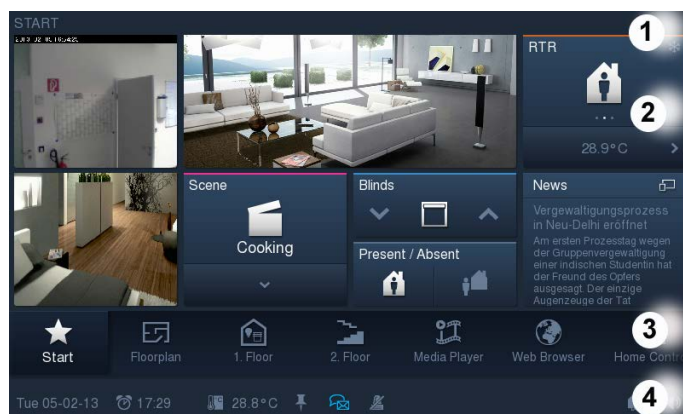 START
1
RTR
2
28.9°C
Scene
Cooking
Blinds
Present / Absent
News
Vergewaltigungsprozess
in Neu-Delhi eröffnet
Am ersten Prozesstag wegen
der Gruppenvergewaltigung
einer indischen Studentin hat
der Freund des Opfers
ausgesagt. Der einzige
Augenzeuge der Tat
3
Start
Floorplan
1. Floor
2. Floor
Media Player
Web Browser
Home Contr
4
Tue 05-02-13
17:29
28.8°C